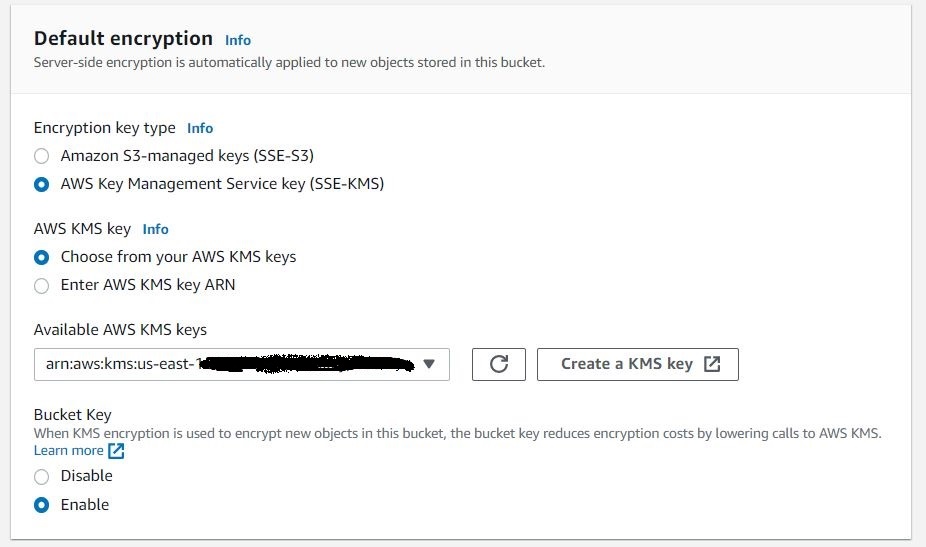 Default encryption Info
Server-side encryption is automatically applied to new objects stored in this bucket.
Encryption key type Info
Amazon S3-managed keys (SSE-S3)
AWS Key Management Service key (SSE-KMS)
AWS KMS key Info
Choose from your AWS KMS keys
Enter AWS KMS key ARN
Available AWS KMS keys
arn:aws:kms:us-east-1 Create a KMS key
Bucket Key
When KMS encryption is used to encrypt new objects in this bucket, the bucket key reduces encryption costs by lowering calls to AWS KMS.
Learn more
Disable
Enable